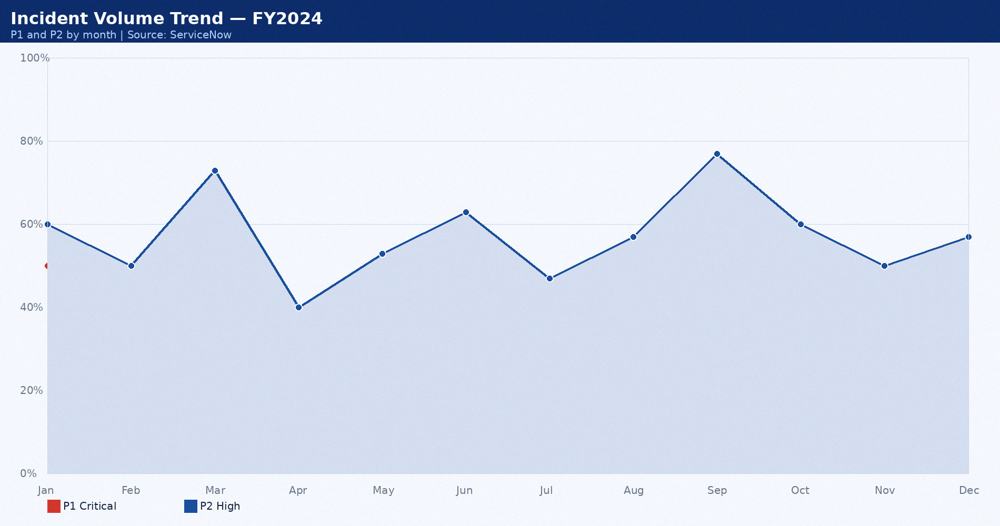 Incident Volume Trend — FY2024
P1 and P2 by month | Source: ServiceNow
100%
80%
60%
40%
20%
0%
Jan Feb Mar Apr May Jun Jul Aug Sep Oct Nov Dec
P1 Critical P2 High